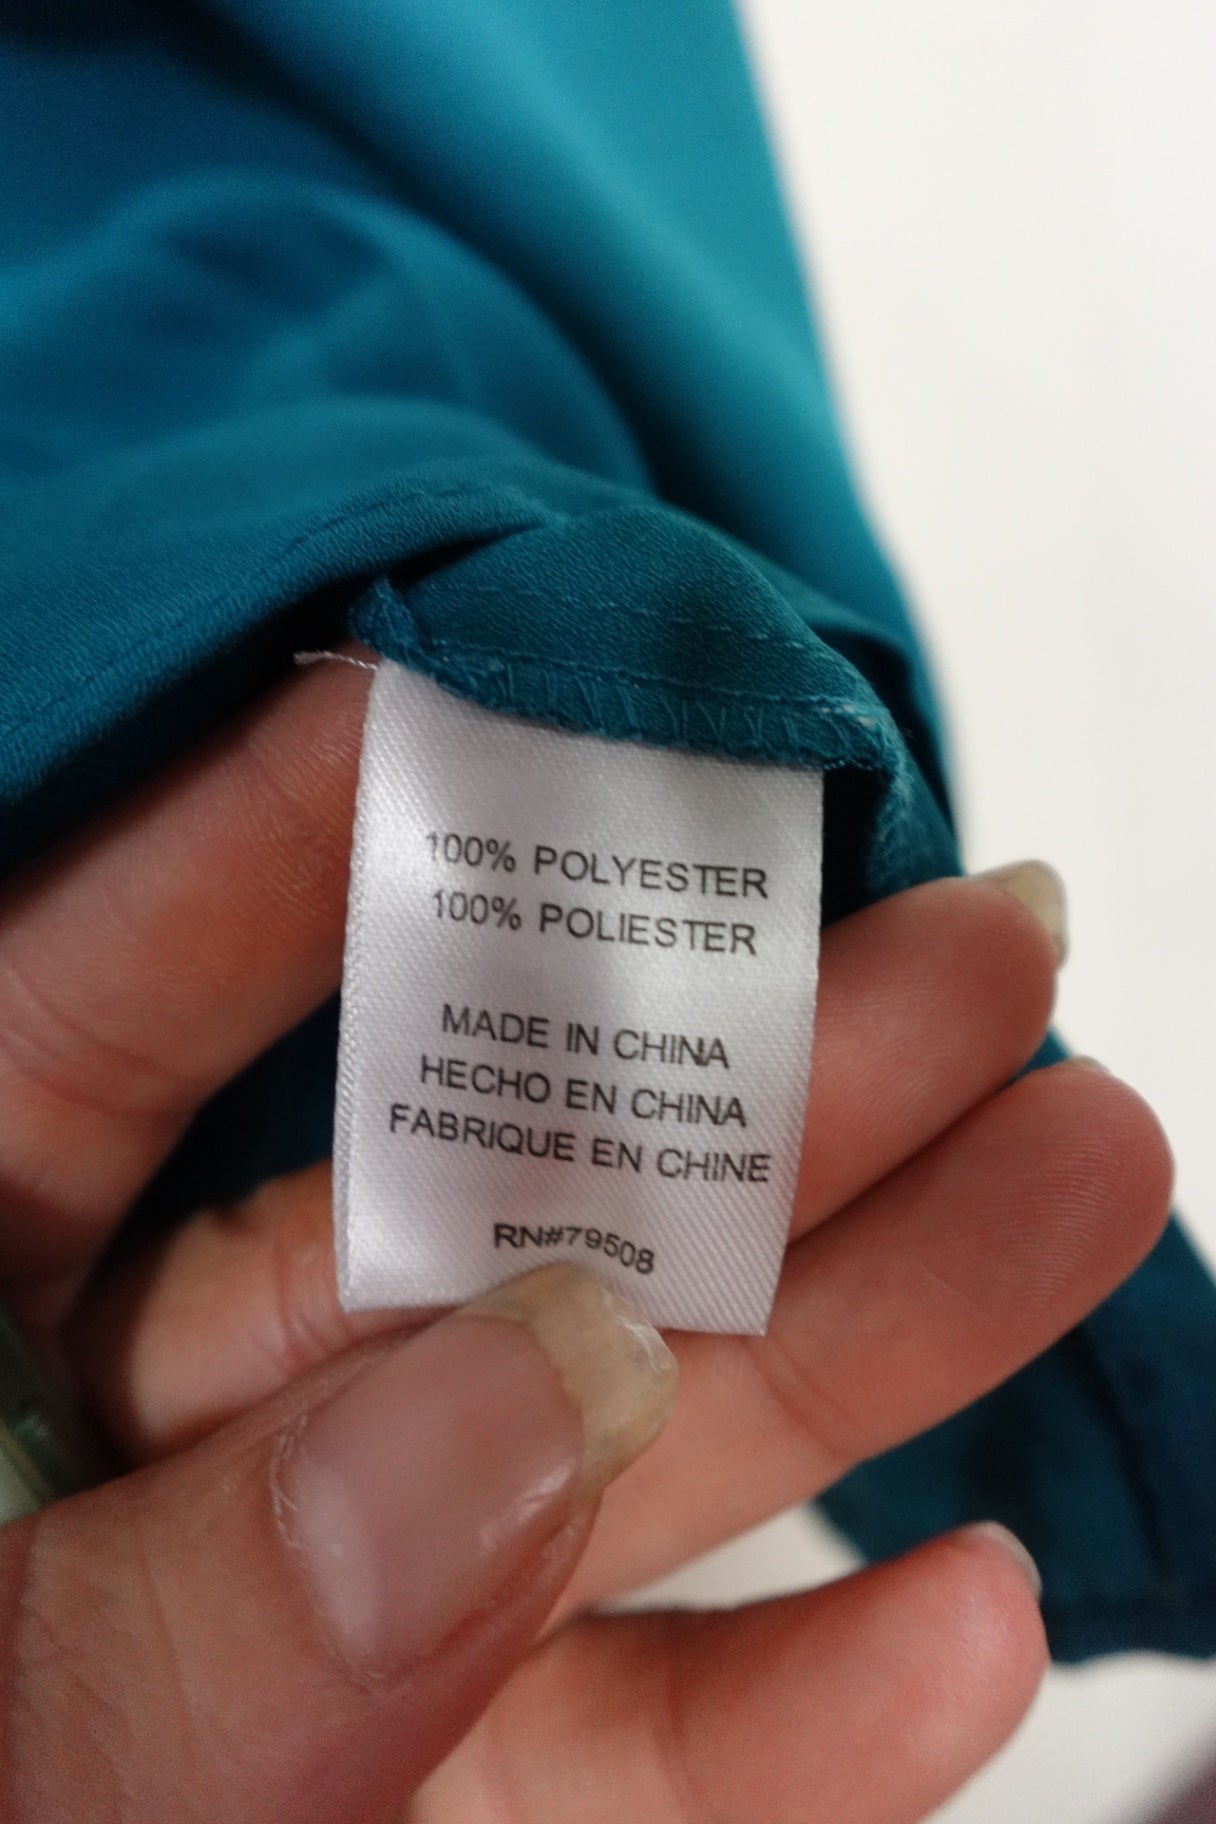 100% POLYESTER
100% POLIESTER
MADE IN CHINA
HECHO EN CHINA
FABRIQUE EN CHINE
RN#79508